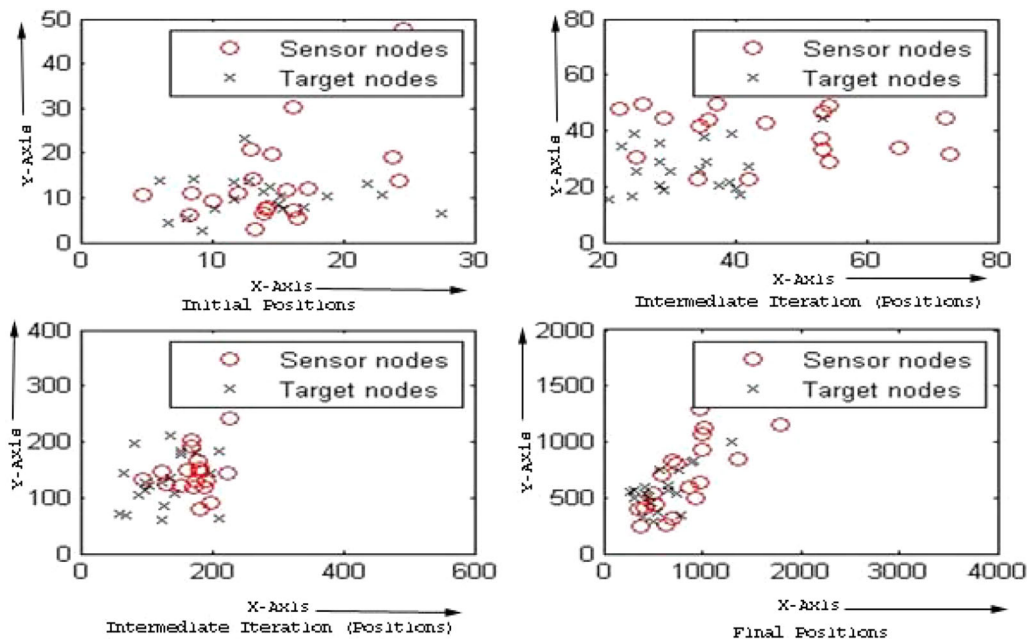 50
40
30
20
10
0
0 10 20 30
Y-Axis
Sensor nodes
Target nodes
X-Axis
Initial Positions
80
60
40
20
0
20 40 60 80
Y-Axis
Sensor nodes
Target nodes
X-Axis
Intermediate Iteration (Positions)
400
300
200
100
0
0 200 400 600
Y-Axis
Sensor nodes
Target nodes
X-Axis
Intermediate Iteration (Positions)
2000
1500
1000
500
0
0 1000 2000 3000 4000
Y-Axis
Sensor nodes
Target nodes
X-Axis
Final Positions